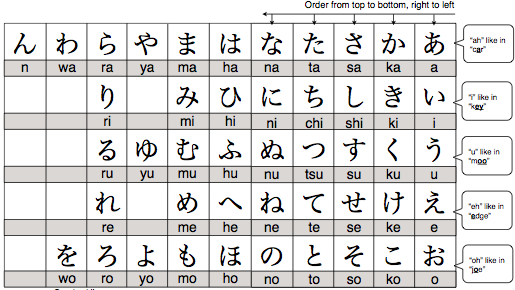 Order from top to bottom, right to left
ん わ ら や ま は な た さ か あ
n wa ra ya ma ha na ta sa ka a
"ah" like in
"car"
り み ひ に ち し き い
ri mi hi ni chi shi ki i
"i" like in
"key"
る ゆ む ふ ぬ つ す く う
ru yu mu hu nu tsu su ku u
"u" like in
"moo"
れ め へ ね て せ け え
re me he ne te se ke e
"eh" like in
"edge"
を ろ よ も ほ の と そ こ お
wo ro yo mo ho no to so ko o
"oh" like in
"joe"